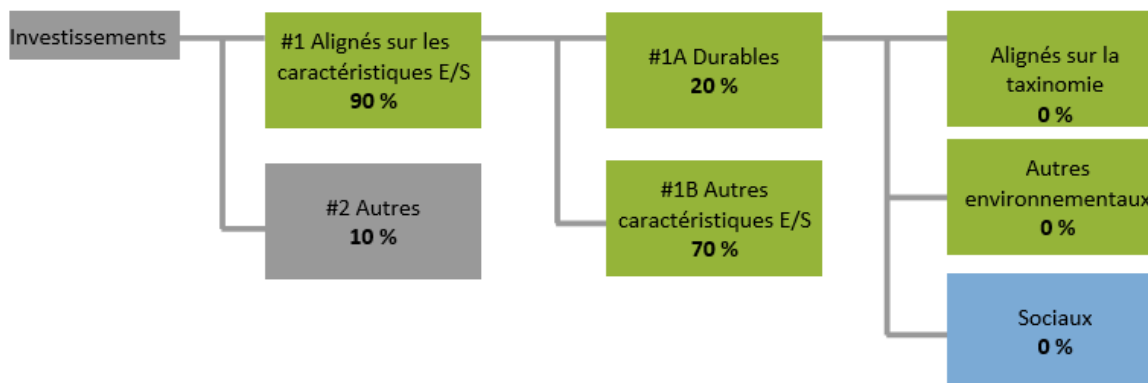 Investissements
#1 Alignés sur les
caractéristiques E/S
90 %
#2 Autres
10 %
#1A Durables
20 %
#1B Autres
caractéristiques E/S
70 %
Alignés sur la
taxinomie
0 %
Autres
environnementaux
0 %
Sociaux
0 %